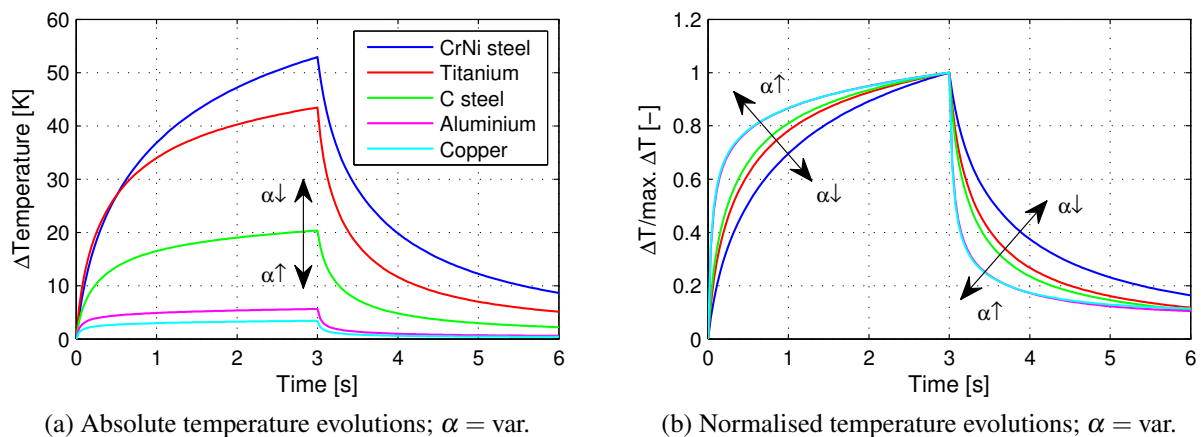 60
50
40
30
20
10
0
0 1 2 3 4 5 6
ΔTemperature [K]
Time [s]
CrNi steel
Titanium
C steel
Aluminium
Copper
α↓
α↑
(a) Absolute temperature evolutions; α = var.
1.2
1
0.8
0.6
0.4
0.2
0
0 1 2 3 4 5 6
ΔT/max. ΔT [−]
Time [s]
α↑
α↓
α↓
α↑
(b) Normalised temperature evolutions; α = var.